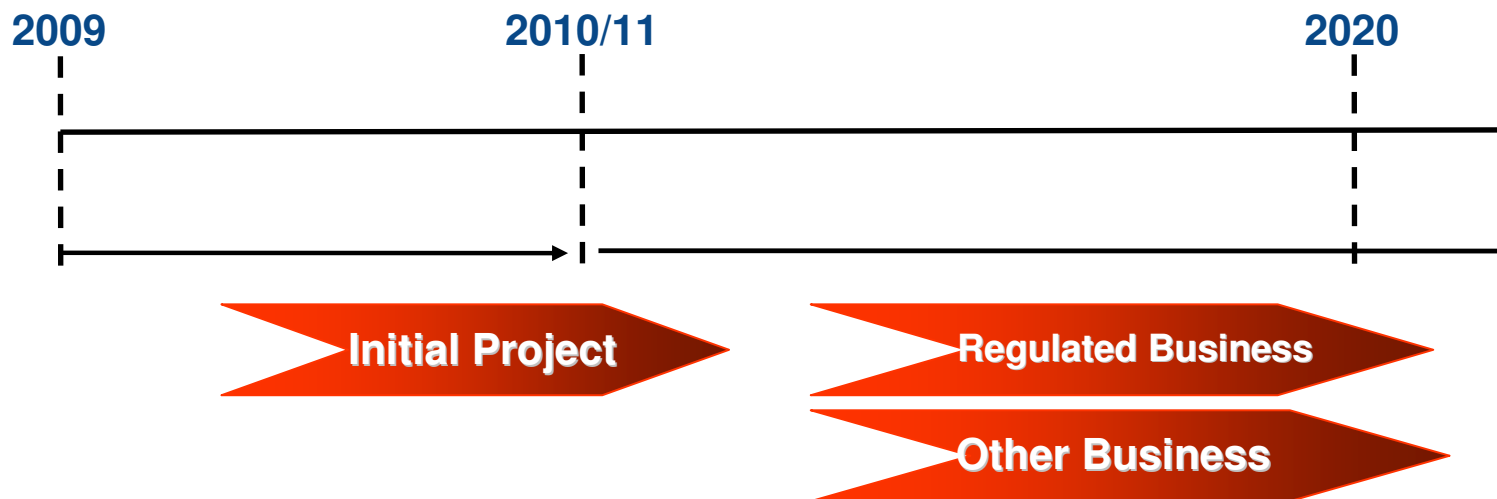 2009 2010/11 2020
Initial Project Regulated Business
Other Business